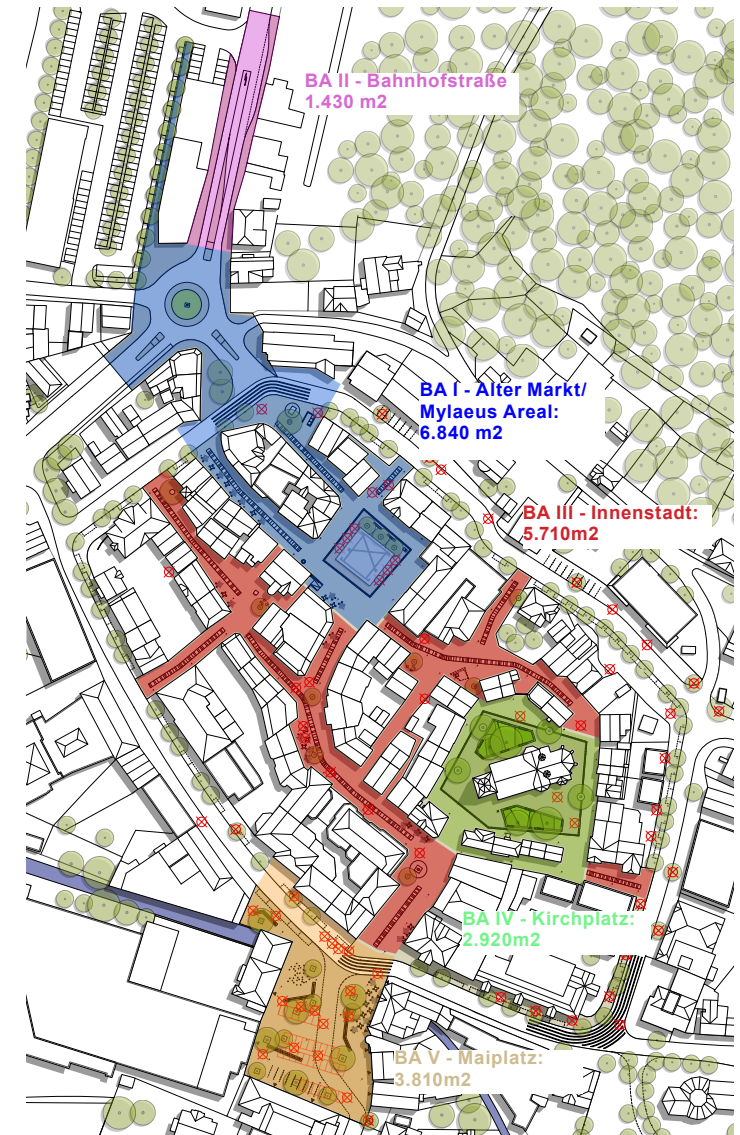 BA II - Bahnhofstraße
1.430 m2
BA I - Alter Markt/
Mylaeus Areal:
6.840 m2
BA III - Innenstadt:
5.710m2
BA IV - Kirchplatz:
2.920m2
BA V - Maiplatz:
3.810m2